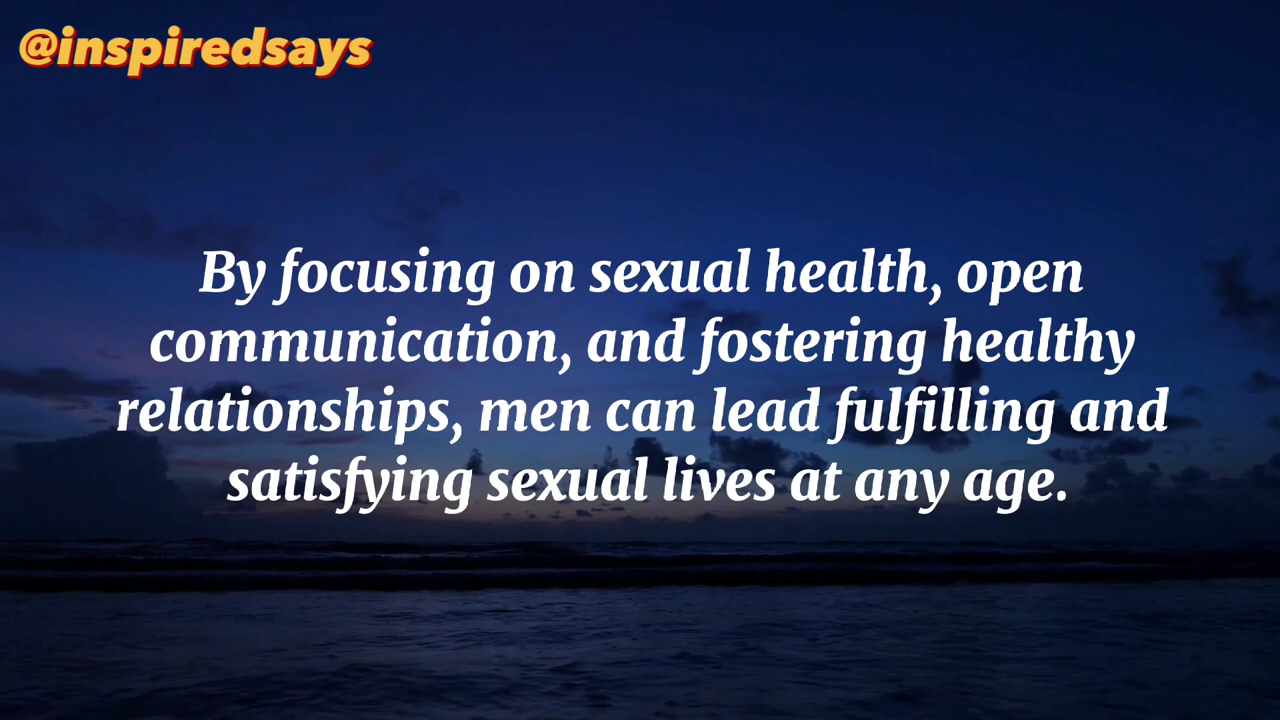 @inspiredsays
By focusing on sexual health, open
communication, and fostering healthy
relationships, men can lead fulfilling and
satisfying sexual lives at any age.